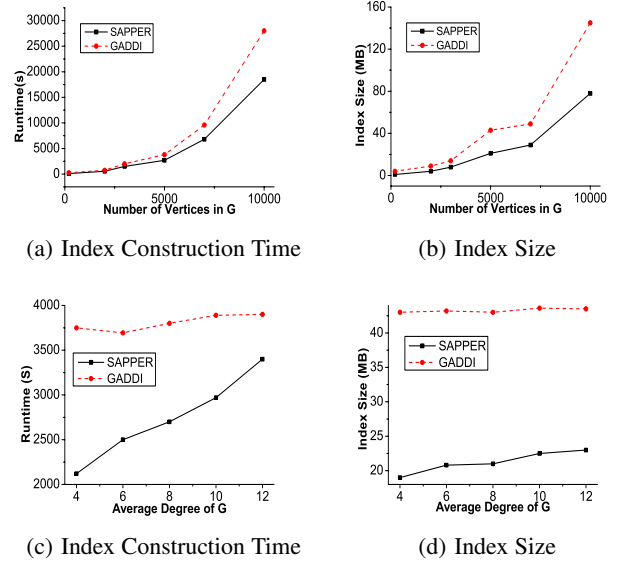 30000
25000
20000
15000
10000
5000
0
Runtime(s)
SAPPER
GADDI
0
5000
10000
Number of Vertices in G
(a) Index Construction Time
160
120
80
40
0
Index Size (MB)
SAPPER
GADDI
0
5000
10000
Number of Vertices in G
(b) Index Size
4000
3500
3000
2500
2000
Runtime (S)
SAPPER
GADDI
4
6
8
10
12
Average Degree of G
(c) Index Construction Time
40
35
30
25
20
Index Size (MB)
SAPPER
GADDI
4
6
8
10
12
Average Degree of G
(d) Index Size